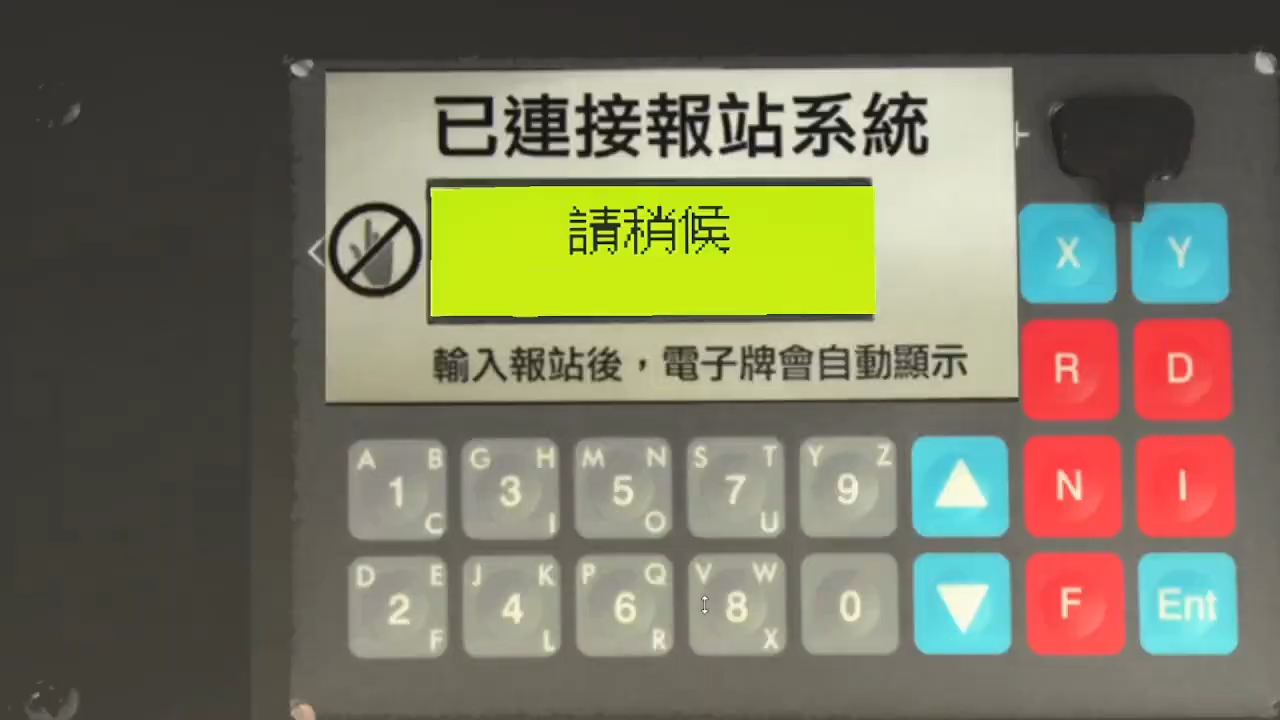 已連接報站系統
請稍候
輸入報站後，電子牌會自動顯示
X Y
R D
A B G H M N S T Y Z
1 3 5 7 9 N I
C I O U
D E J K P Q V W
2 4 6 8 0 F Ent
F L R X